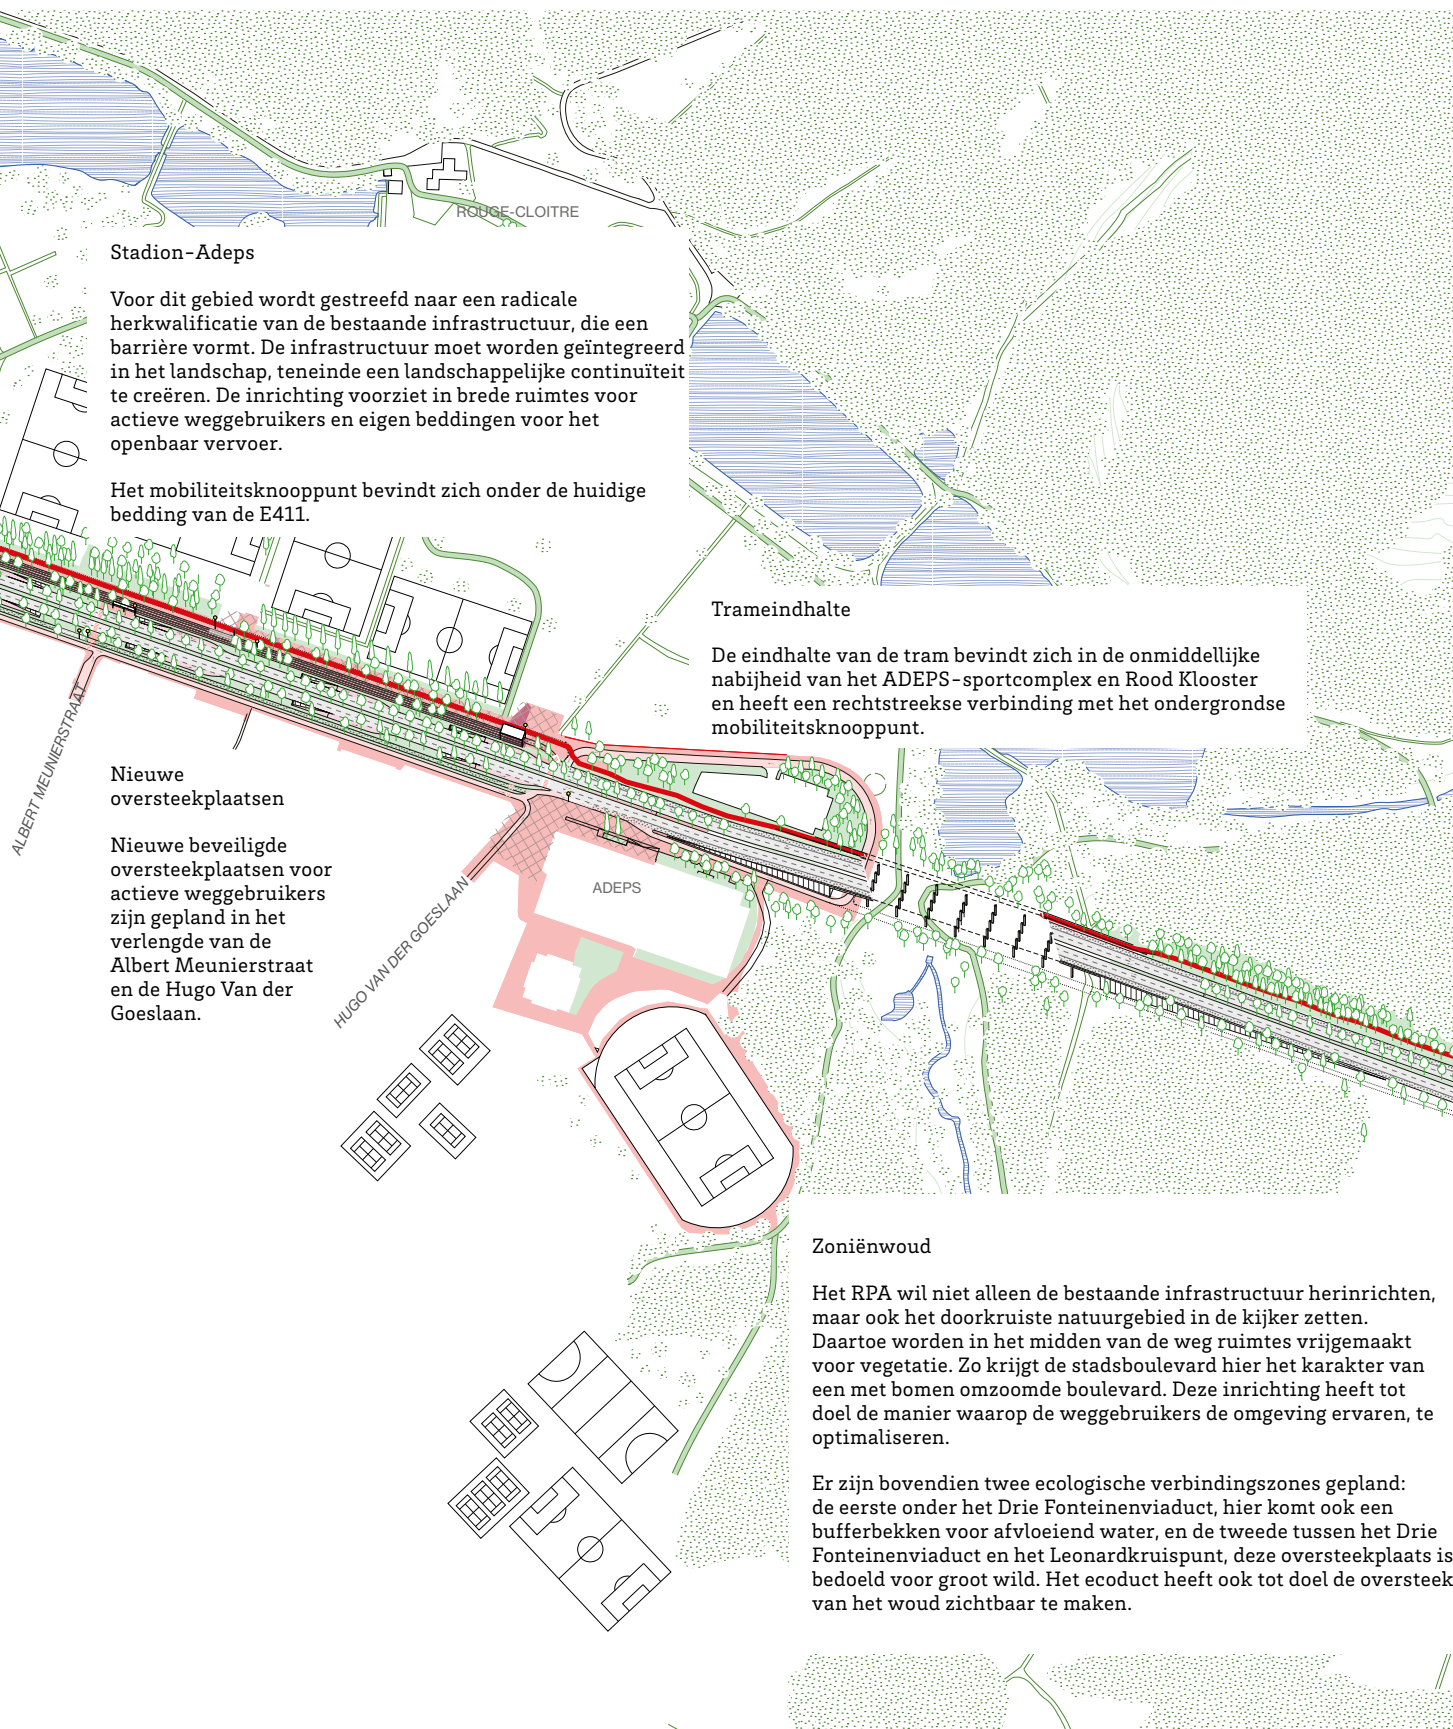 ROUGE-CLOITRE
Stadion-Adeps
Voor dit gebied wordt gestreefd naar een radicale
herkwalificatie van de bestaande infrastructuur, die een
barrière vormt. De infrastructuur moet worden geïntegreerd
in het landschap, teneinde een landschappelijke continuïteit
te creëren. De inrichting voorziet in brede ruimtes voor
actieve weggebruikers en eigen beddingen voor het
openbaar vervoer.
Het mobiliteitsknooppunt bevindt zich onder de huidige
bedding van de E411.
Trameindhalte
De eindhalte van de tram bevindt zich in de onmiddellijke
nabijheid van het ADEPS-sportcomplex en Rood Klooster
en heeft een rechtstreekse verbinding met het ondergrondse
mobiliteitsknooppunt.
ALBERT MEUNIERSTRAAT
Nieuwe
oversteekplaatsen
Nieuwe beveiligde
oversteekplaatsen voor
actieve weggebruikers
zijn gepland in het
verlengde van de
Albert Meunierstraat
en de Hugo Van der
Goeslaan.
HUGO VAN DER GOESLAAN
ADEPS
Zoniënwoud
Het RPA wil niet alleen de bestaande infrastructuur herinrichten,
maar ook het doorkruiste natuurgebied in de kijker zetten.
Daartoe worden in het midden van de weg ruimtes vrijgemaakt
voor vegetatie. Zo krijgt de stadsboulevard hier het karakter van
een met bomen omzoomde boulevard. Deze inrichting heeft tot
doel de manier waarop de weggebruikers de omgeving ervaren, te
optimaliseren.
Er zijn bovendien twee ecologische verbindingszones gepland:
de eerste onder het Drie Fonteinenviaduct, hier komt ook een
bufferbekken voor afvloeiend water, en de tweede tussen het Drie
Fonteinenviaduct en het Leonardkruispunt, deze oversteekplaats is
bedoeld voor groot wild. Het ecoduct heeft ook tot doel de oversteek
van het woud zichtbaar te maken.